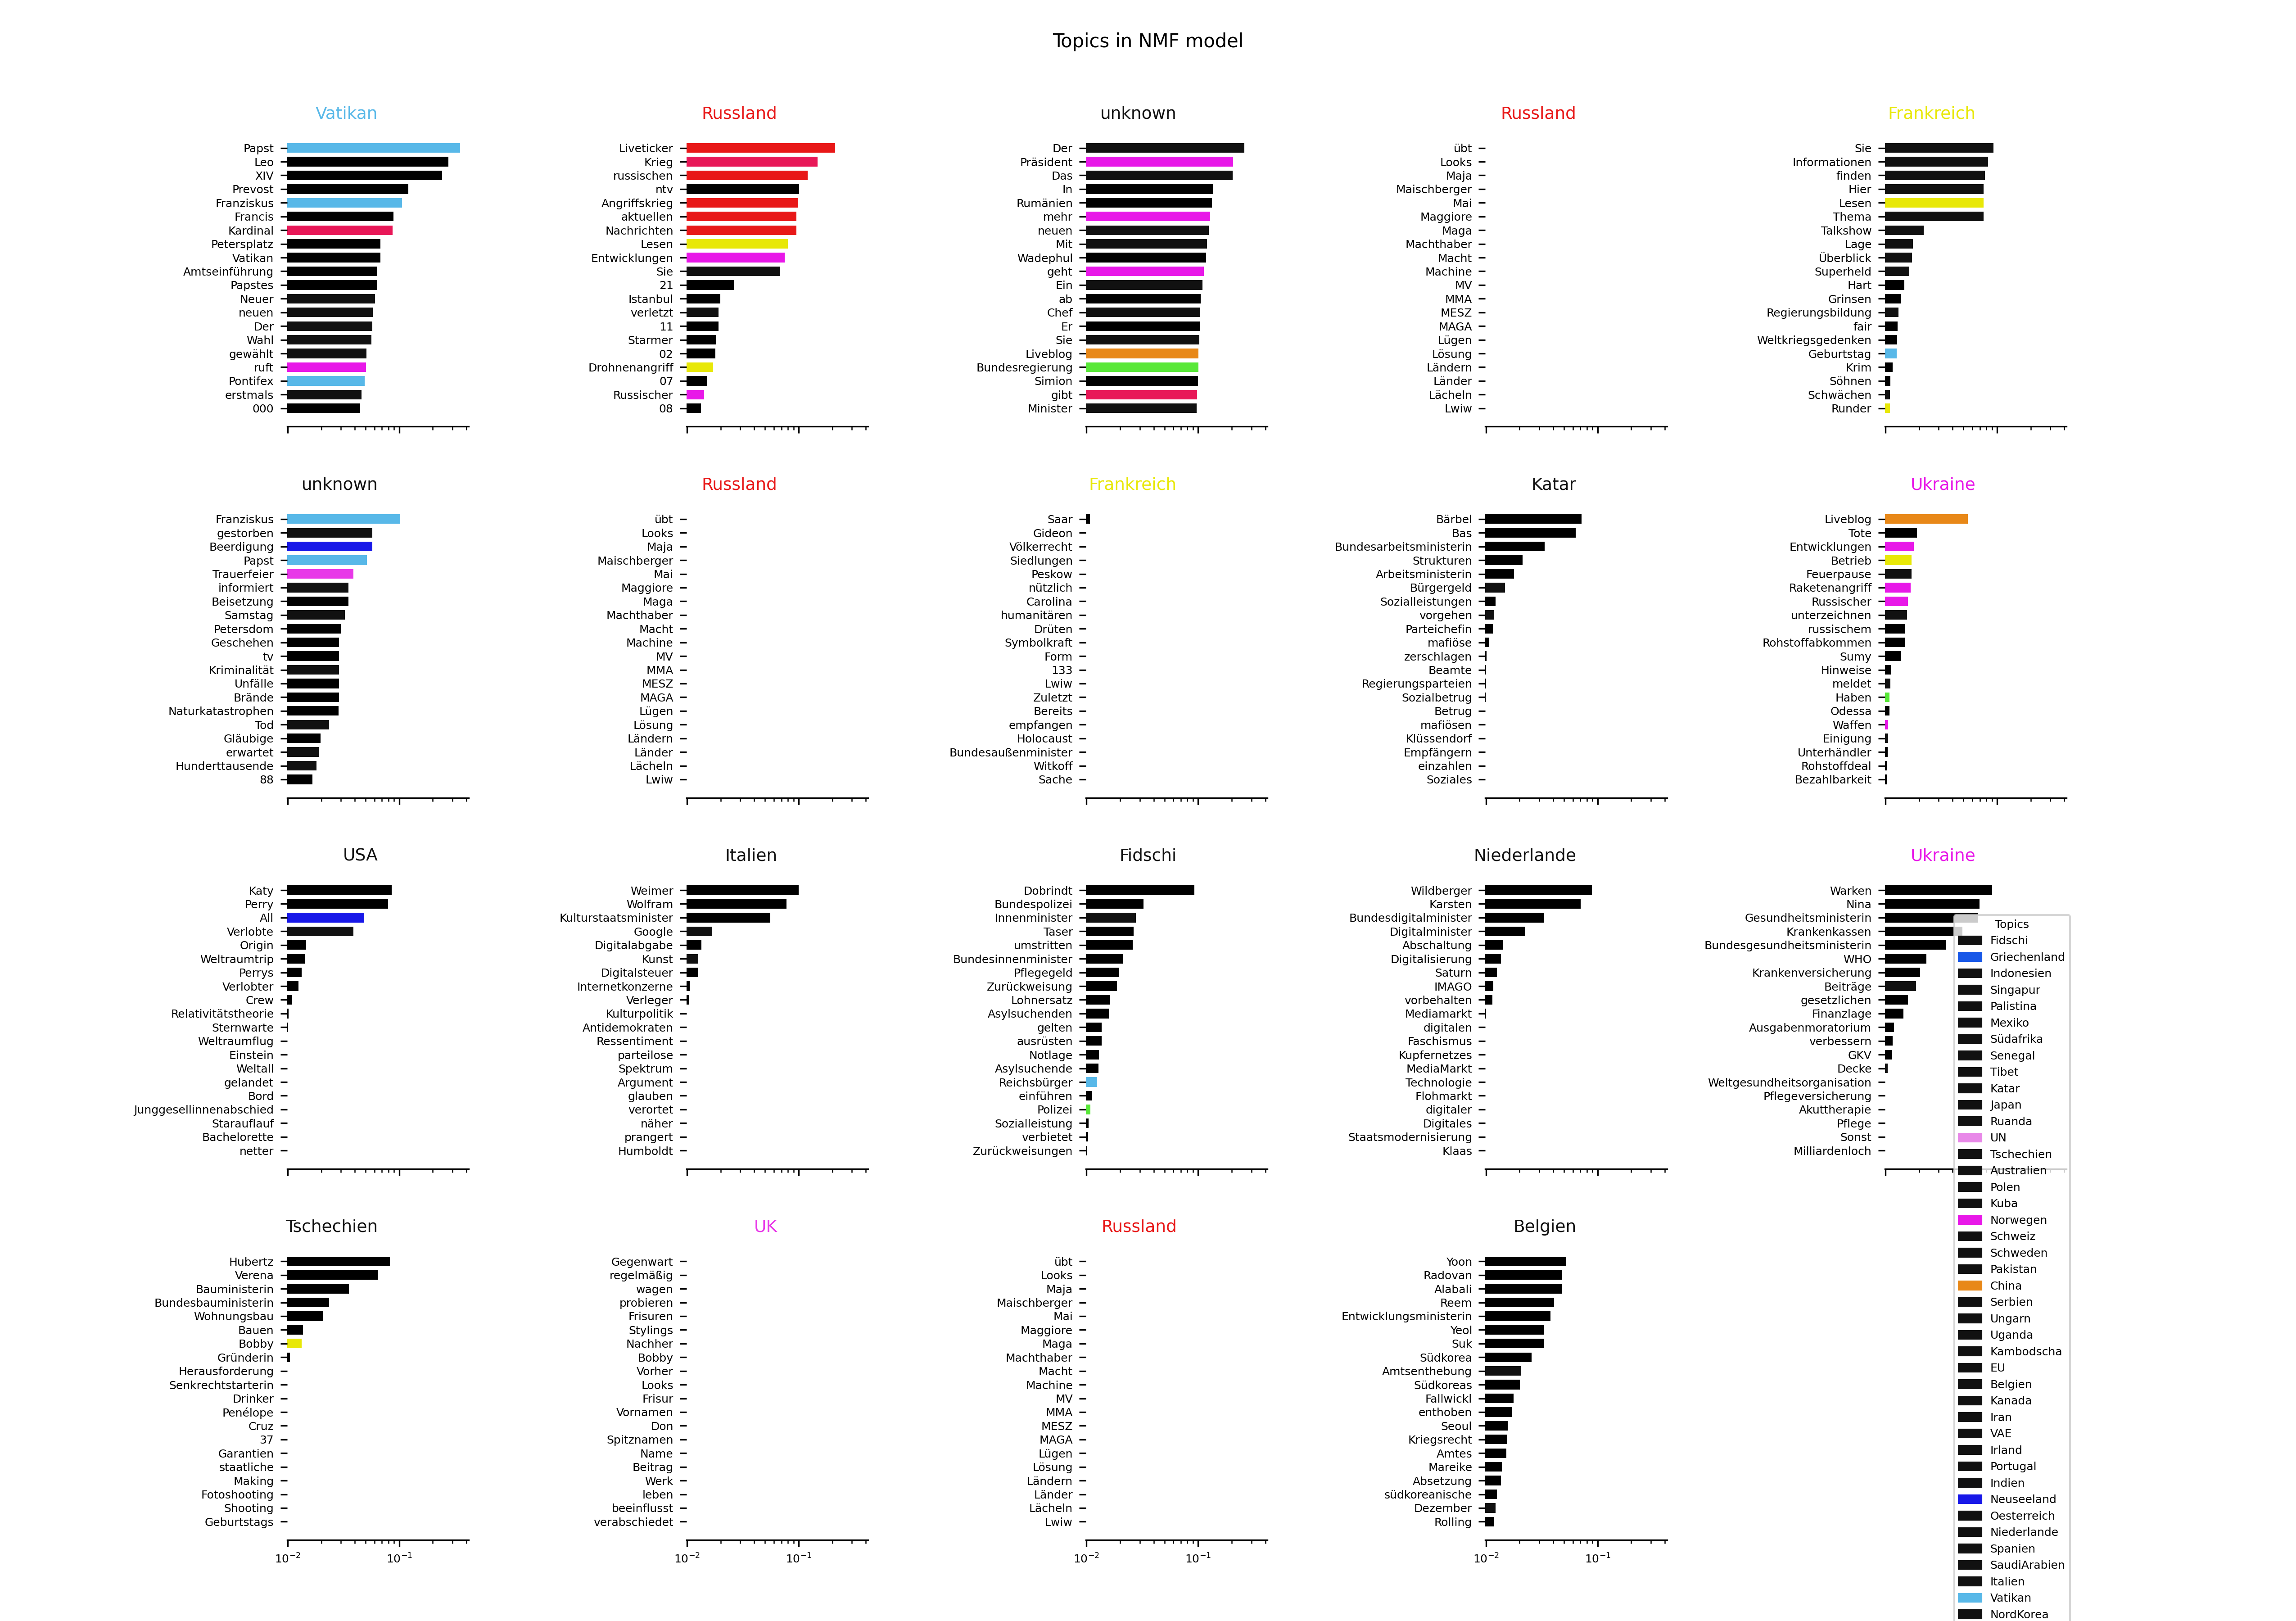 Topics in NMF model
Vatikan
Papst
Leo
XIV
Prevost
Franziskus
Francis
Kardinal
Petersplatz
Vatikan
Amtseinführung
Papstes
Neuer
neuen
Der
Wahl
gewählt
ruft
Pontifex
erstmals
000
Russland
Liveticker
Krieg
russischen
ntv
Angriffskrieg
aktuellen
Nachrichten
Lesen
Entwicklungen
Sie
21
Istanbul
verletzt
11
Starmer
02
Drohnenangriff
07
Russischer
08
unknown
Der
Präsident
Das
In
Rumänien
mehr
neuen
Mit
Wadephul
geht
Ein
ab
Chef
Er
Sie
Liveblog
Bundesregierung
Simion
gibt
Minister
Russland
übt
Looks
Maja
Maischberger
Mai
Maggiore
Maga
Machthaber
Macht
Machine
MV
MMA
MESZ
MAGA
Lügen
Lösung
Ländern
Länder
Lächeln
Lwiw
Frankreich
Sie
Informationen
finden
Hier
Lesen
Thema
Talkshow
Lage
Überblick
Superheld
Hart
Grinsen
Regierungsbildung
fair
Weltkriegsgedenken
Geburtstag
Krim
Söhnen
Schwächen
Runder
unknown
Franziskus
gestorben
Beerdigung
Papst
Trauerfeier
informiert
Beisetzung
Samstag
Petersdom
Geschehen
tv
Kriminalität
Unfälle
Brände
Naturkatastrophen
Tod
Gläubige
erwartet
Hunderttausende
88
Russland
übt
Looks
Maja
Maischberger
Mai
Maggiore
Maga
Machthaber
Macht
Machine
MV
MMA
MESZ
MAGA
Lügen
Lösung
Ländern
Länder
Lächeln
Lwiw
Frankreich
Saar
Gideon
Völkerrecht
Siedlungen
Peskow
nützlich
Carolina
humanitären
Drüten
Symbolkraft
Form
133
Lwiw
Zuletzt
Bereits
empfangen
Holocaust
Bundesaußenminister
Witkoff
Sache
Katar
Bärbel
Bas
Bundesarbeitsministerin
Strukturen
Arbeitsministerin
Bürgergeld
Sozialleistungen
vorgehen
Parteichefin
mafiöse
zerschlagen
Beamte
Regierungsparteien
Sozialbetrug
Betrug
mafiösen
Klüssendorf
Empfängern
einzahlen
Soziales
Ukraine
Liveblog
Tote
Entwicklungen
Betrieb
Feuerpause
Raketenangriff
Russischer
unterzeichnen
russischem
Rohstoffabkommen
Sumy
Hinweise
meldet
Haben
Odessa
Waffen
Einigung
Unterhändler
Rohstoffdeal
Bezahlbarkeit
USA
Katy
Perry
All
Verlobte
Origin
Weltraumtrip
Perrys
Verlobter
Crew
Relativitätstheorie
Sternwarte
Weltraumflug
Einstein
Weltall
gelandet
Bord
Junggesellinnenabschied
Starauflauf
Bachelorette
netter
Italien
Weimer
Wolfram
Kulturstaatsminister
Google
Digitalabgabe
Kunst
Digitalsteuer
Internetkonzerne
Verleger
Kulturpolitik
Antidemokraten
Ressentiment
parteilose
Spektrum
Argument
glauben
verortet
näher
prangert
Humboldt
Fidschi
Dobrindt
Bundespolizei
Innenminister
Taser
umstritten
Bundesinnenminister
Pflegegeld
Zurückweisung
Lohnersatz
Asylsuchenden
gelten
ausrüsten
Notlage
Asylsuchende
Reichsbürger
einführen
Polizei
Sozialleistung
verbietet
Zurückweisungen
Niederlande
Wildberger
Karsten
Bundesdigitalminister
Digitalminister
Abschaltung
Digitalisierung
Saturn
IMAGO
vorbehalten
Mediamarkt
digitalen
Faschismus
Kupfernetzes
MediaMarkt
Technologie
Flohmarkt
digitaler
Digitales
Staatsmodernisierung
Klaas
Ukraine
Warken
Nina
Gesundheitsministerin
Krankenkassen
Bundesgesundheitsministerin
WHO
Krankenversicherung
Beiträge
gesetzlichen
Finanzlage
Ausgabenmoratorium
verbessern
GKV
Decke
Weltgesundheitsorganisation
Pflegeversicherung
Akuttherapie
Pflege
Sonst
Milliardenloch
Tschechien
Hubertz
Verena
Bauministerin
Bundesbauministerin
Wohnungsbau
Bauen
Bobby
Gründerin
Herausforderung
Senkrechtstarterin
Drinker
Penélope
Cruz
37
Garantien
staatliche
Making
Fotoshooting
Shooting
Geburtstags
10⁻² 10⁻¹
UK
Gegenwart
regelmäßig
wagen
probieren
Frisuren
Stylings
Nachher
Bobby
Vorher
Looks
Frisur
Vornamen
Don
Spitznamen
Name
Beitrag
Werk
leben
beeinflusst
verabschiedet
10⁻² 10⁻¹
Russland
übt
Looks
Maja
Maischberger
Mai
Maggiore
Maga
Machthaber
Macht
Machine
MV
MMA
MESZ
MAGA
Lügen
Lösung
Ländern
Länder
Lächeln
Lwiw
10⁻² 10⁻¹
Belgien
Yoon
Radovan
Alabali
Reem
Entwicklungsministerin
Yeol
Suk
Südkorea
Amtsenthebung
Südkoreas
Fallwickl
enthoben
Seoul
Kriegsrecht
Amtes
Mareike
Absetzung
südkoreanische
Dezember
Rolling
10⁻² 10⁻¹
Topics
Fidschi
Griechenland
Indonesien
Singapur
Palistina
Mexiko
Südafrika
Senegal
Tibet
Katar
Japan
Ruanda
UN
Tschechien
Australien
Polen
Kuba
Norwegen
Schweiz
Schweden
Pakistan
China
Serbien
Ungarn
Uganda
Kambodscha
EU
Belgien
Kanada
Iran
VAE
Irland
Portugal
Indien
Neuseeland
Oesterreich
Niederlande
Spanien
SaudiArabien
Italien
Vatikan
NordKorea